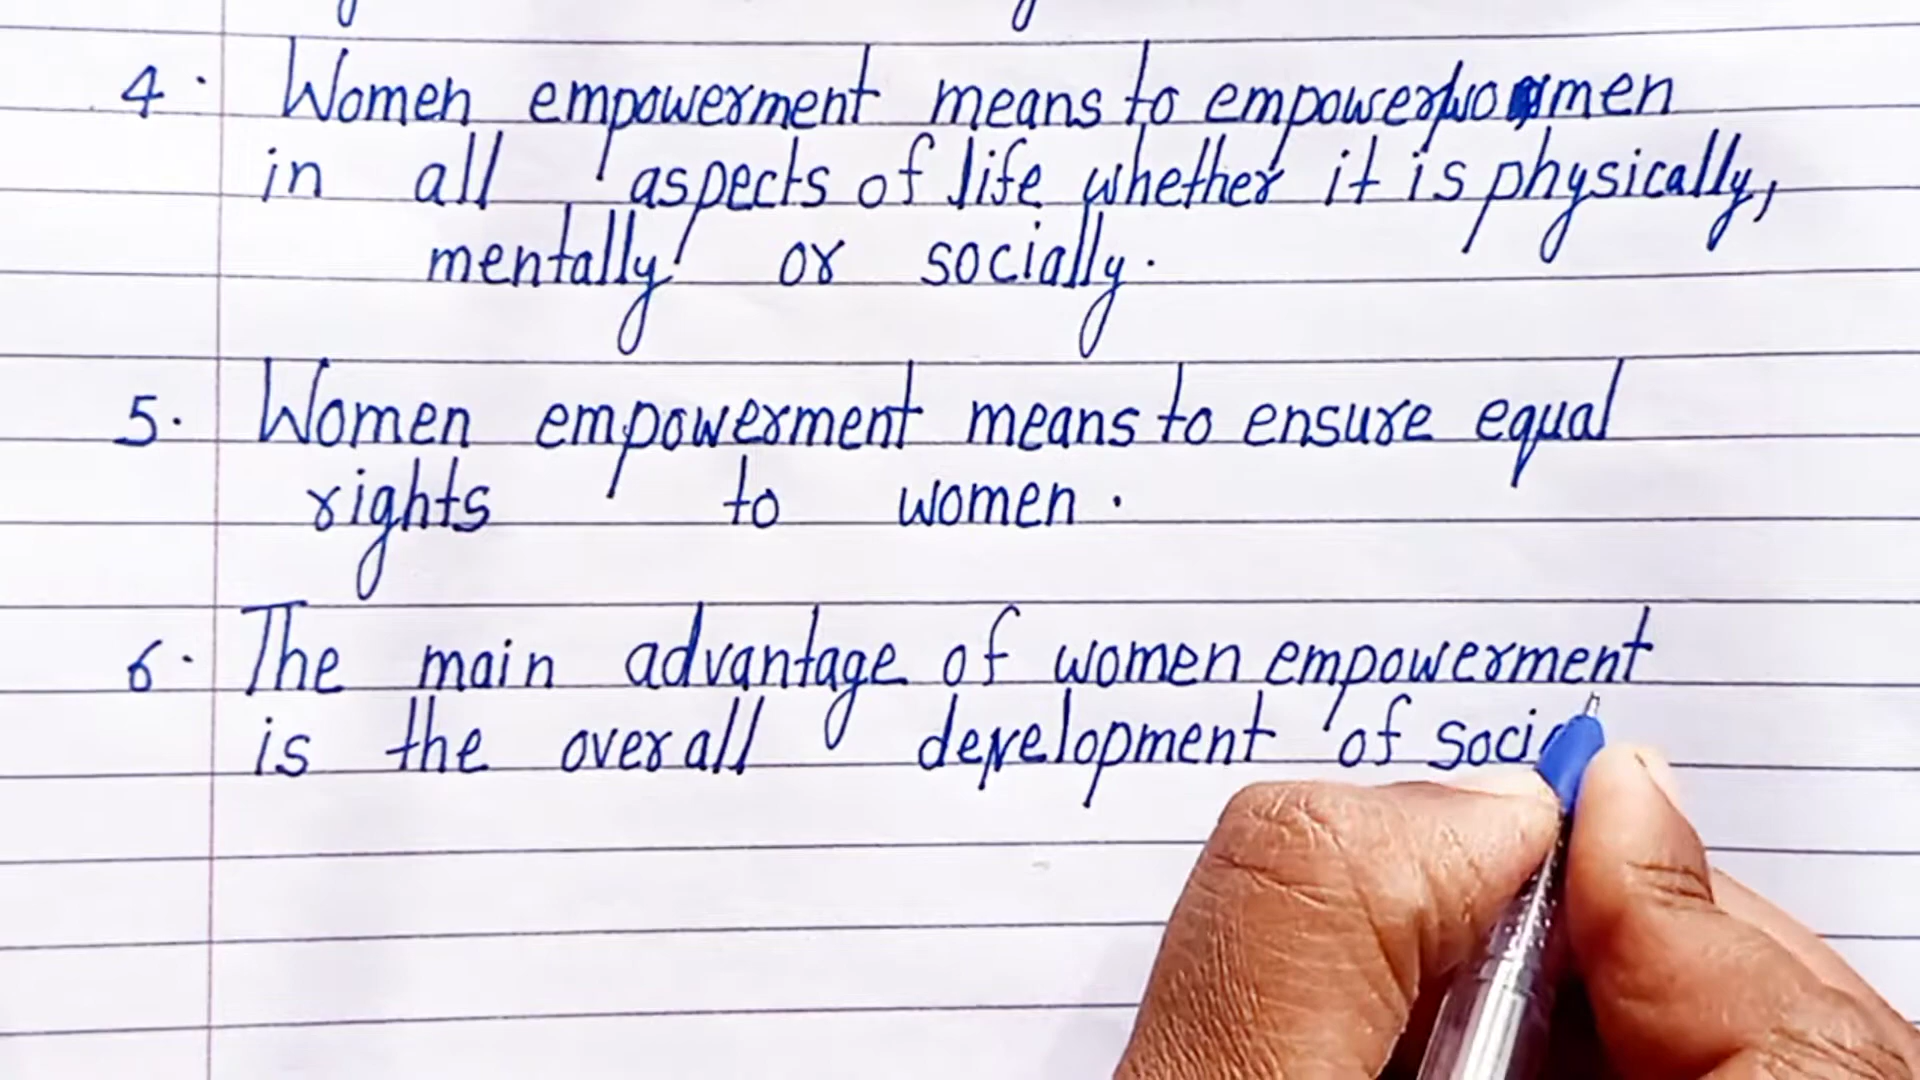 4. Women empowerment means to empower women
in all aspects of life whether it is physically,
mentally or socially.
5. Women empowerment means to ensure equal
rights to women.
6. The main advantage of women empowerment
is the overall development of